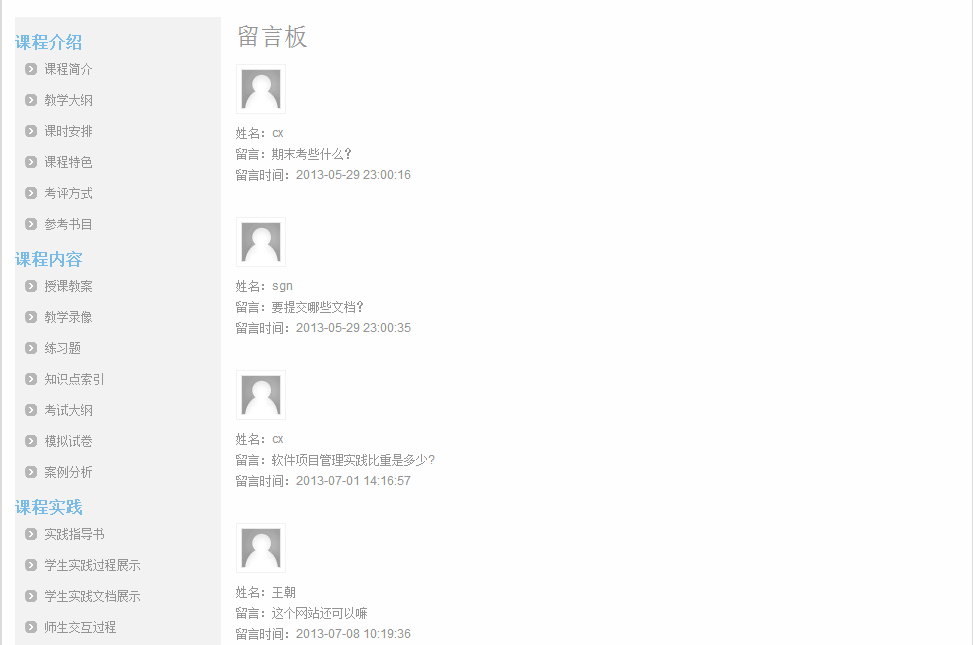 课程介绍
课程简介
教学大纲
课时安排
课程特色
考评方式
参考书目
课程内容
授课教案
教学录像
练习题
知识点索引
考试大纲
模拟试卷
案例分析
课程实践
实践指导书
学生实践过程展示
学生实践文档展示
师生交互过程
留言板
姓名：cx
留言：期末考些什么？
留言时间：2013-05-29 23:00:16
姓名：sgn
留言：要提交哪些文档？
留言时间：2013-05-29 23:00:35
姓名：cx
留言：软件项目管理实践比重是多少?
留言时间：2013-07-01 14:16:57
姓名：王朝
留言：这个网站还可以嘛
留言时间：2013-07-08 10:19:36